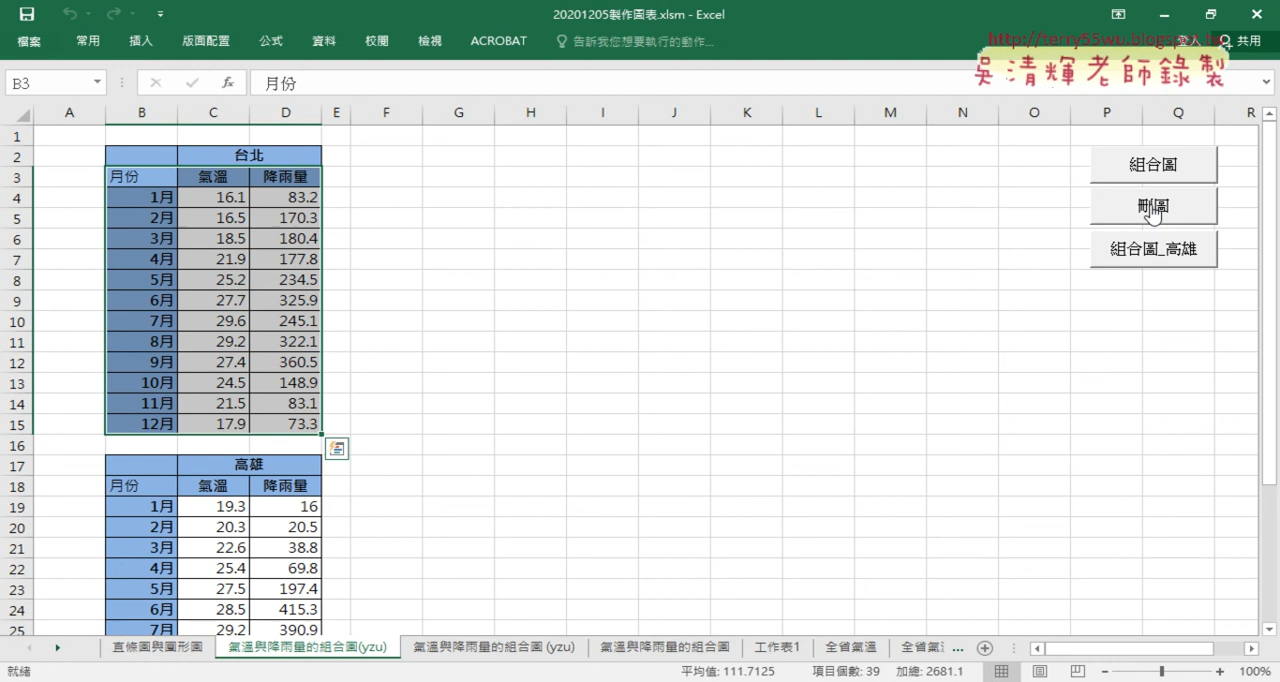 20201205製作圖表.xlsm - Excel
檔案 常用 插入 版面配置 公式 資料 校閱 檢視 ACROBAT 告訴我您想要執行的動作... 登入 共用
http://terry55wu.blogspot.tw
吳清輝老師錄製
B3 fx 月份
A B C D E F G H I J K L M N O P Q R
1
2 台北 組合圖
3 月份 氣溫 降雨量
4 1月 16.1 83.2
5 2月 16.5 170.3 刪圖
6 3月 18.5 180.4
7 4月 21.9 177.8 組合圖_高雄
8 5月 25.2 234.5
9 6月 27.7 325.9
10 7月 29.6 245.1
11 8月 29.2 322.1
12 9月 27.4 360.5
13 10月 24.5 148.9
14 11月 21.5 83.1
15 12月 17.9 73.3
16
17 高雄
18 月份 氣溫 降雨量
19 1月 19.3 16
20 2月 20.3 20.5
21 3月 22.6 38.8
22 4月 25.4 69.8
23 5月 27.5 197.4
24 6月 28.5 415.3
25 7月 29.2 390.9
直條圖與圓形圖 氣溫與降雨量的組合圖(yzu) 氣溫與降雨量的組合圖 (yzu) 氣溫與降雨量的組合圖 工作表1 全省氣溫 全省氣 ...
就緒 平均值: 111.7125 項目個數: 39 加總: 2681.1 100%